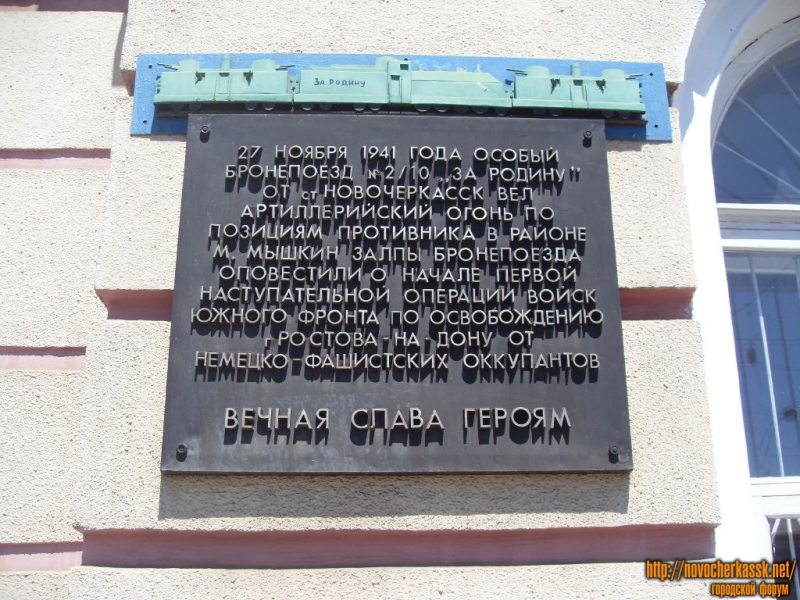 За Родину
27 НОЯБРЯ 1941 ГОДА ОСОБЫЙ
БРОНЕПОЕЗД №2/10 „ЗА РОДИНУ"
ОТ ст НОВОЧЕРКАССК ВЕЛ
АРТИЛЛЕРИЙСКИЙ ОГОНЬ ПО
ПОЗИЦИЯМ ПРОТИВНИКА В РАЙОНЕ
М. МЫШКИН ЗАЛПЫ БРОНЕПОЕЗДА
ОПОВЕСТИЛИ О НАЧАЛЕ ПЕРВОЙ
НАСТУПАТЕЛЬНОЙ ОПЕРАЦИИ ВОЙСК
ЮЖНОГО ФРОНТА ПО ОСВОБОЖДЕНИЮ
РОСТОВА-НА-ДОНУ ОТ
НЕМЕЦКО-ФАШИСТСКИХ ОККУПАНТОВ
ВЕЧНАЯ СЛАВА ГЕРОЯМ
http://novocherkassk.net/
городской форум